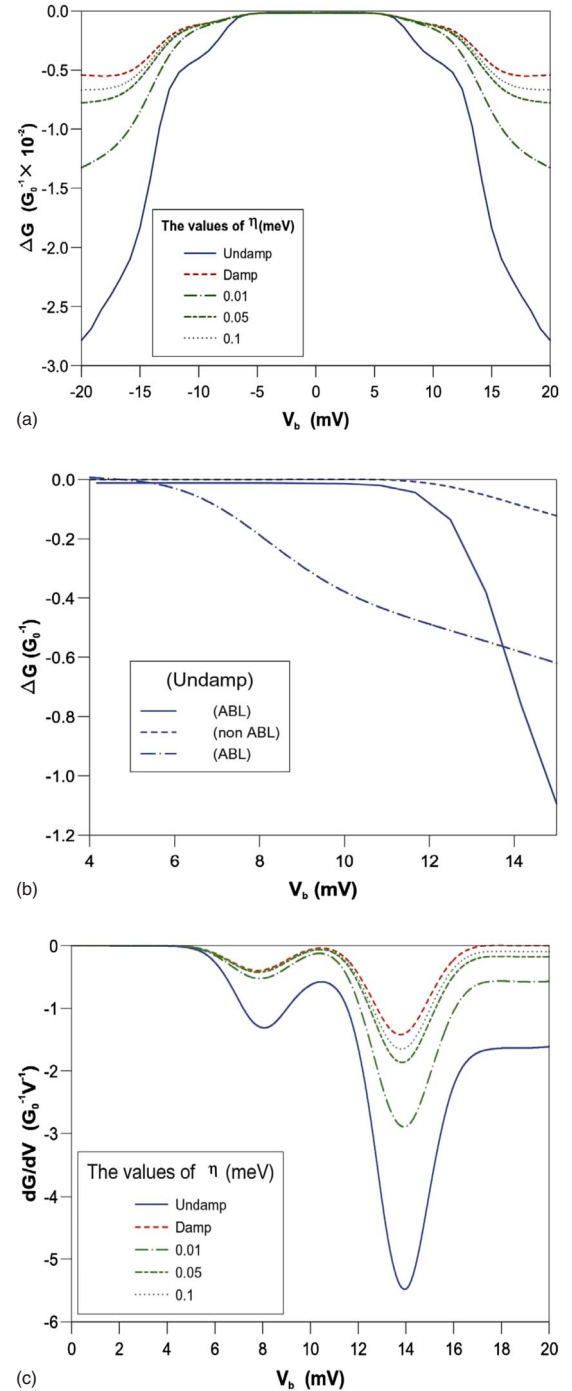 0.0
-0.5
-1.0
-1.5
-2.0
-2.5
-3.0
ΔG (G₀⁻¹× 10⁻²)
The values of η(meV)
Undamp
Damp
0.01
0.05
0.1
-20 -15 -10 -5 0 5 10 15 20
V_b (mV)
(a)
0.0
-0.2
-0.4
-0.6
-0.8
-1.0
-1.2
ΔG (G₀⁻¹)
(Undamp)
(ABL)
(non ABL)
(ABL)
4 6 8 10 12 14
V_b (mV)
(b)
0
-1
-2
-3
-4
-5
-6
dG/dV (G₀⁻¹V⁻¹)
The values of η (meV)
Undamp
Damp
0.01
0.05
0.1
0 2 4 6 8 10 12 14 16 18 20
V_b (mV)
(c)